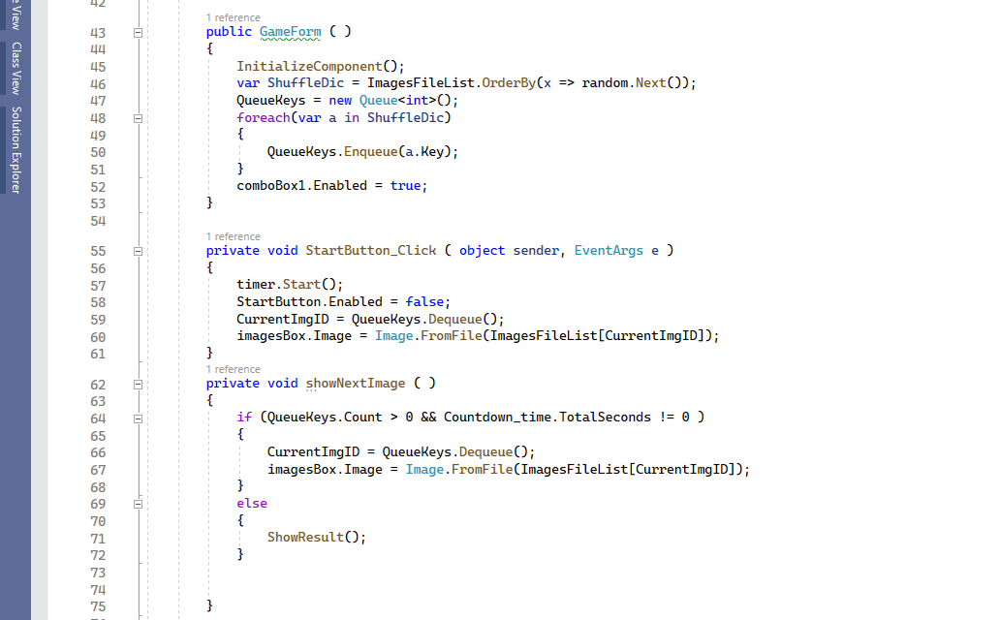 e View
Class View
Solution Explorer
42
1 reference
43 public GameForm ( )
44 {
45 InitializeComponent();
46 var ShuffleDic = ImagesFileList.OrderBy(x => random.Next());
47 QueueKeys = new Queue<int>();
48 foreach(var a in ShuffleDic)
49 {
50 QueueKeys.Enqueue(a.Key);
51 }
52 comboBox1.Enabled = true;
53 }
54
1 reference
55 private void StartButton_Click ( object sender, EventArgs e )
56 {
57 timer.Start();
58 StartButton.Enabled = false;
59 CurrentImgID = QueueKeys.Dequeue();
60 imagesBox.Image = Image.FromFile(ImagesFileList[CurrentImgID]);
61 }
1 reference
62 private void showNextImage ( )
63 {
64 if (QueueKeys.Count > 0 && Countdown_time.TotalSeconds != 0 )
65 {
66 CurrentImgID = QueueKeys.Dequeue();
67 imagesBox.Image = Image.FromFile(ImagesFileList[CurrentImgID]);
68 }
69 else
70 {
71 ShowResult();
72 }
73
74
75 }